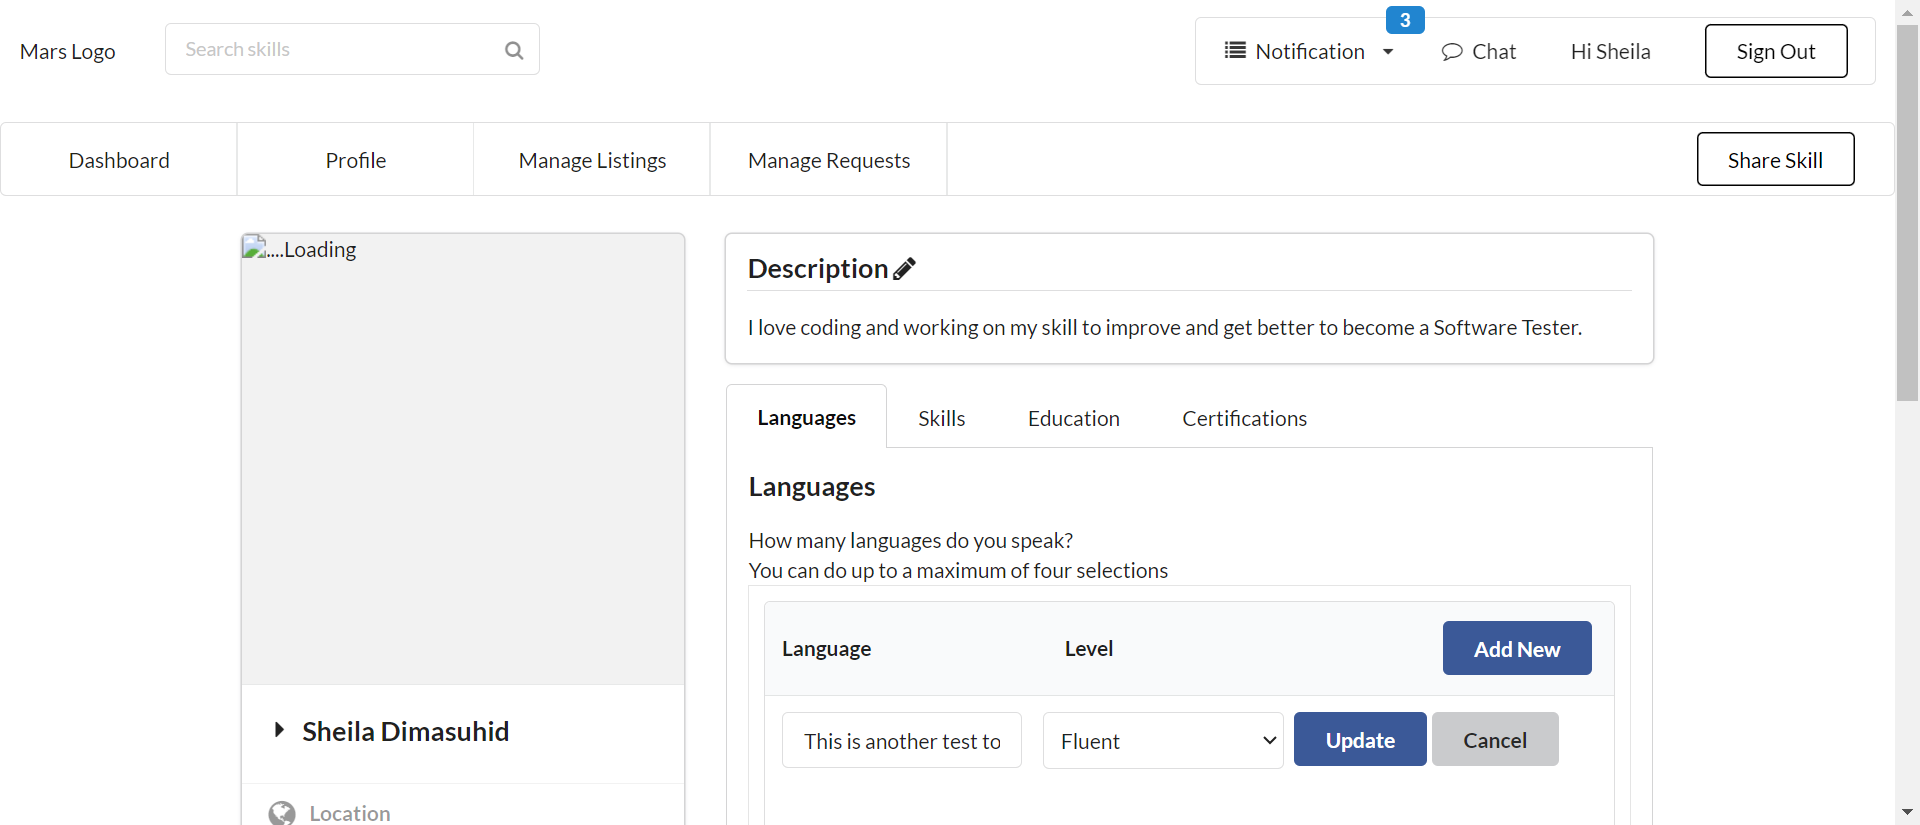 Mars Logo
Search skills
Notification
3
Chat
Hi Sheila
Sign Out
Dashboard
Profile
Manage Listings
Manage Requests
Share Skill
....Loading
Sheila Dimasuhid
Location
Description
I love coding and working on my skill to improve and get better to become a Software Tester.
Languages
Skills
Education
Certifications
Languages
How many languages do you speak?
You can do up to a maximum of four selections
Language
Level
Add New
This is another test to
Fluent
Update
Cancel